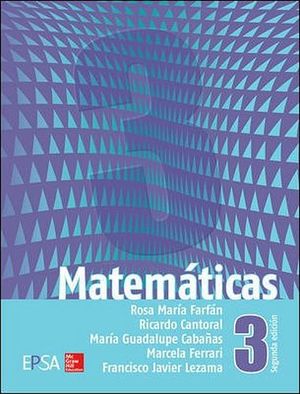 Matemáticas
Rosa María Farfán
Ricardo Cantoral
María Guadalupe Cabañas
Marcela Ferrari
Francisco Javier Lezama
3
Segunda edición
EPSA
Mc
Graw
Hill
Education